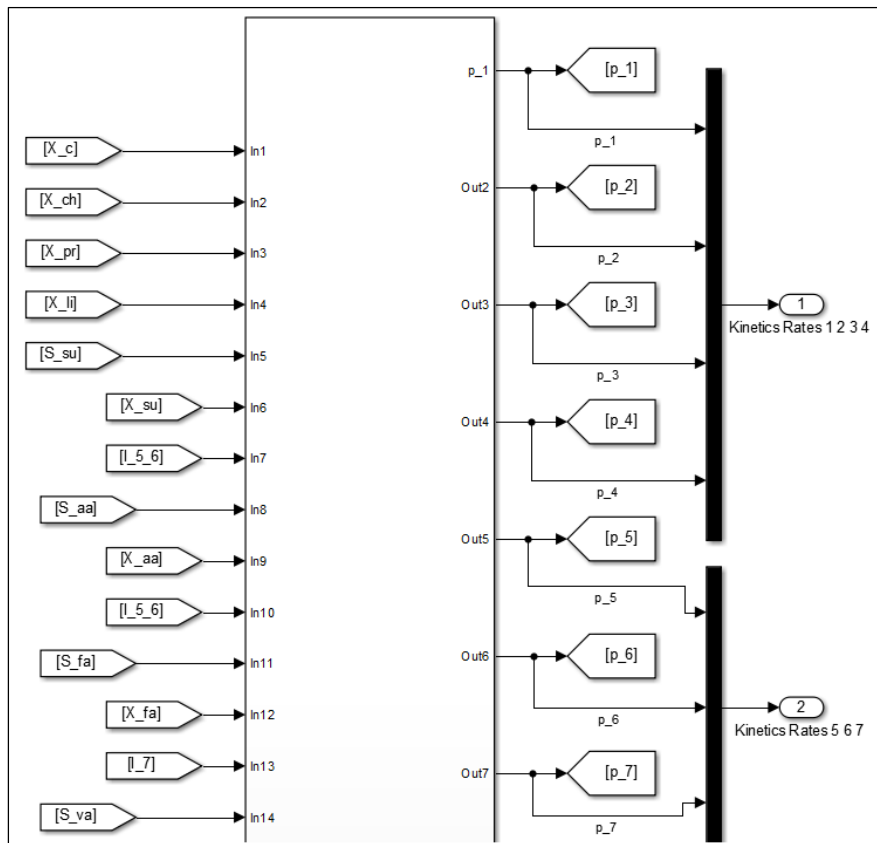 p_1
[p_1]
p_1
[X_c]
In1
[X_ch]
In2
Out2
[p_2]
p_2
[X_pr]
In3
[X_li]
In4
Out3
[p_3]
1
Kinetics Rates 1 2 3 4
[S_su]
In5
p_3
[X_su]
In6
Out4
[p_4]
[I_5_6]
In7
p_4
[S_aa]
In8
Out5
[p_5]
[X_aa]
In9
p_5
[I_5_6]
In10
[S_fa]
In11
Out6
[p_6]
[X_fa]
In12
p_6
2
Kinetics Rates 5 6 7
[I_7]
In13
Out7
[p_7]
[S_va]
In14
p_7